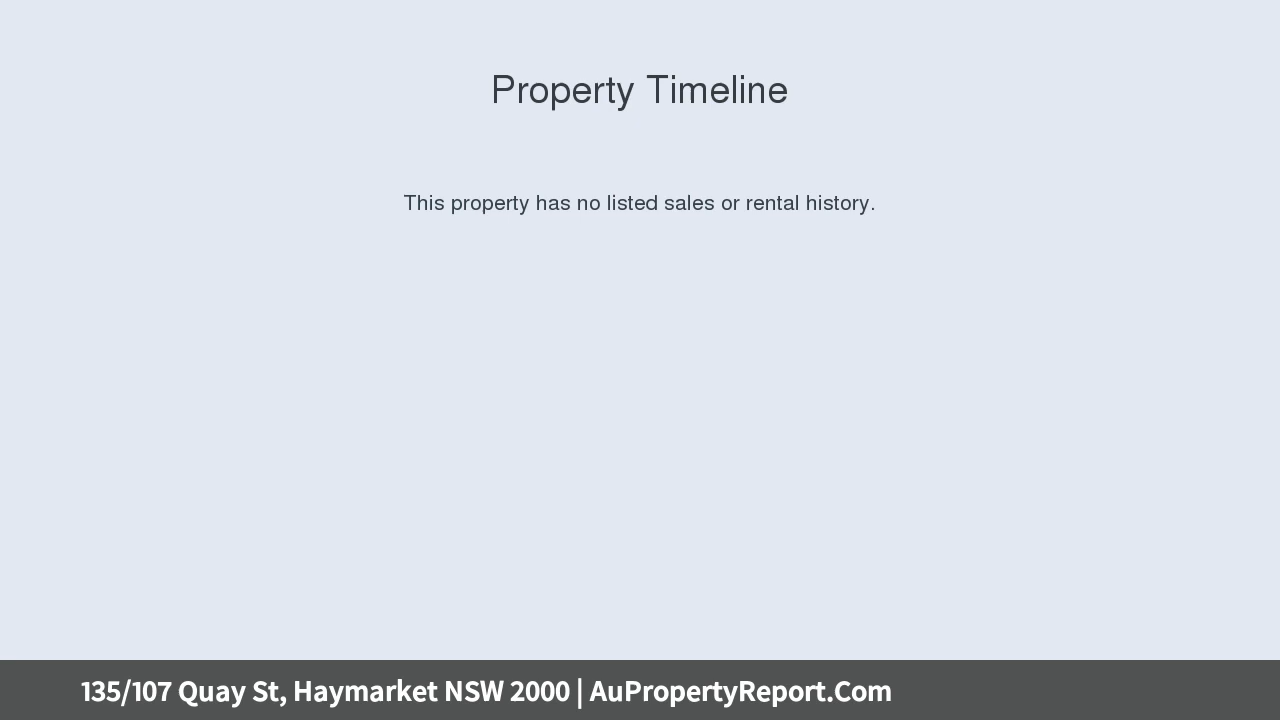 Property Timeline
This property has no listed sales or rental history.
135/107 Quay St, Haymarket NSW 2000 | AuPropertyReport.Com